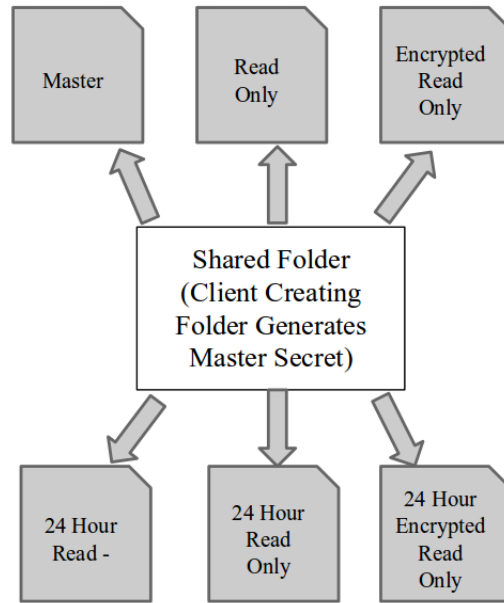 Master
Read
Only
Encrypted
Read
Only
Shared Folder
(Client Creating
Folder Generates
Master Secret)
24 Hour
Read -
24 Hour
Read
Only
24 Hour
Encrypted
Read
Only